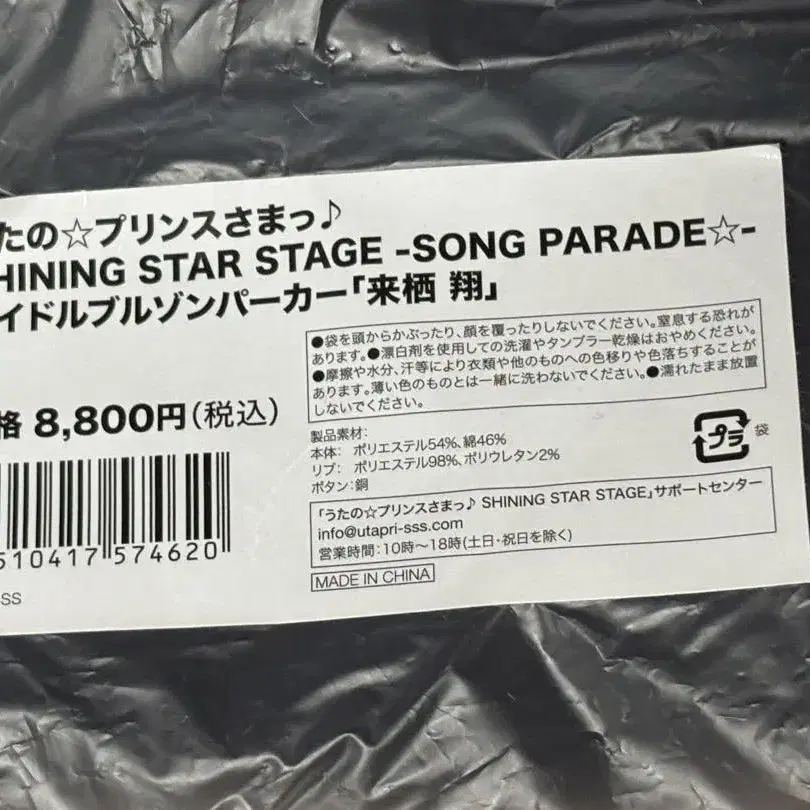 たの☆プリンスさまっ♪
HINING STAR STAGE -SONG PARADE☆-
イドルブルゾンパーカー「来栖 翔」
格 8,800円(税込)
●袋を頭からかぶったり、顔を覆ったりしないでください。窒息する恐れが
あります。●漂白剤を使用しての洗濯やタンブラー乾燥はおやめください。
●摩擦や水分、汗等により衣類や他のものへの色移りや色落ちすることが
あります。薄い色のものとは一緒に洗わないでください。●濡れたまま放置
しないでください。
製品素材:
本体: ポリエステル54%、綿46%
リブ: ポリエステル98%、ポリウレタン2%
ボタン:銅
プラ 袋
「うたの☆プリンスさまっ♪ SHINING STAR STAGE」サポートセンター
info@utapri-sss.com
営業時間:10時〜18時(土日・祝日を除く)
MADE IN CHINA
510417 574620
SS